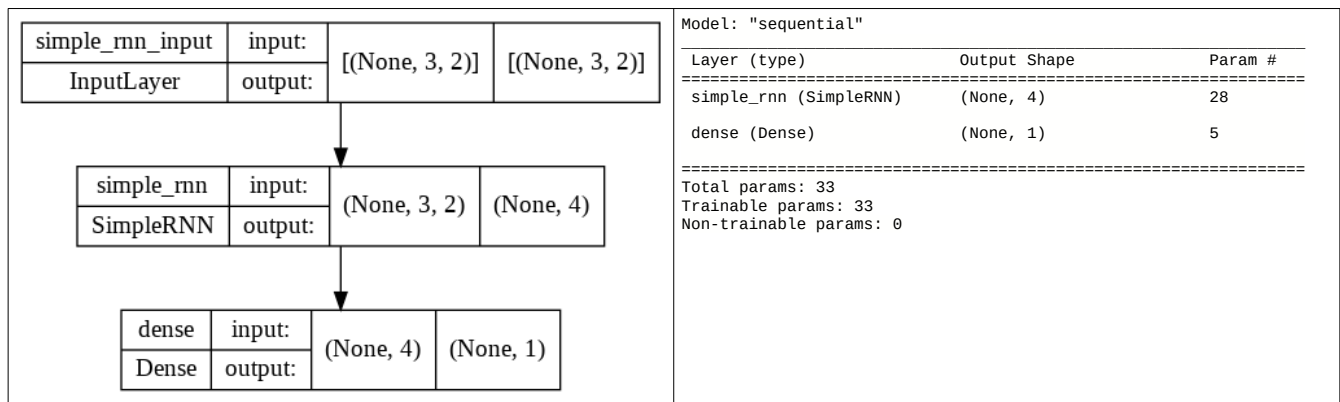 simple_rnn_input input: [(None, 3, 2)] [(None, 3, 2)]
InputLayer output:
simple_rnn input: (None, 3, 2) (None, 4)
SimpleRNN output:
dense input: (None, 4) (None, 1)
Dense output:
Model: "sequential"
Layer (type) Output Shape Param #
simple_rnn (SimpleRNN) (None, 4) 28
dense (Dense) (None, 1) 5
Total params: 33
Trainable params: 33
Non-trainable params: 0